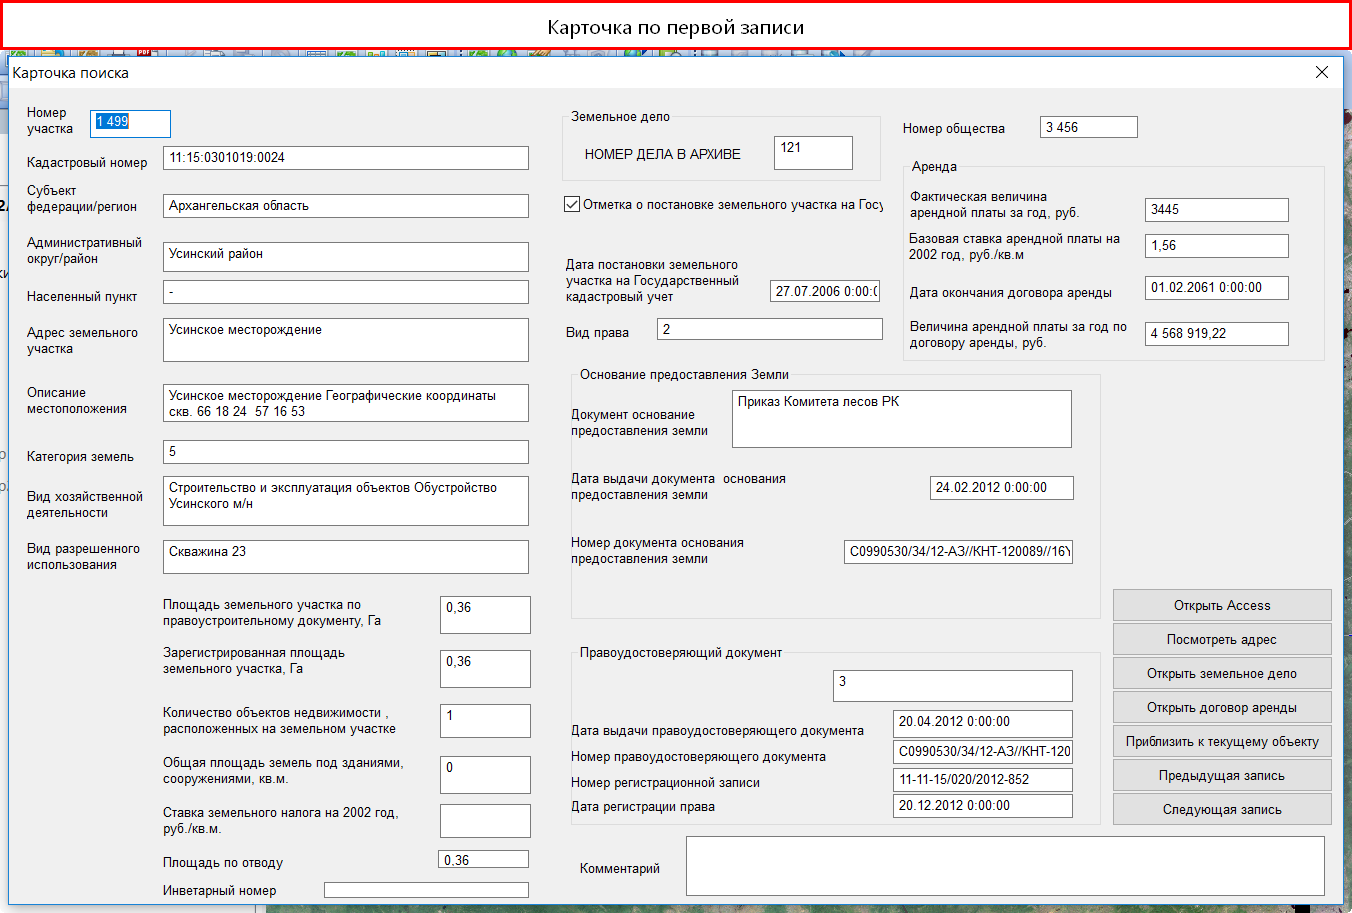 Карточка по первой записи
Карточка поиска
Номер
участка
1 499
Кадастровый номер
11:15:0301019:0024
Субъект
федерации/регион
Архангельская область
Административный
округ/район
Усинский район
Населенный пункт
-
Адрес земельного
участка
Усинское месторождение
Описание
местоположения
Усинское месторождение Географические координаты
скв. 66 18 24  57 16 53
Категория земель
5
Вид хозяйственной
деятельности
Строительство и эксплуатация объектов Обустройство
Усинского м/н
Вид разрешенного
использования
Скважина 23
Площадь земельного участка по
правоустроительному документу, Га
0,36
Зарегистрированная площадь
земельного участка, Га
0,36
Количество объектов недвижимости ,
расположенных на земельном участке
1
Общая площадь земель под зданиями,
сооружениями, кв.м.
0
Ставка земельного налога на 2002 год,
руб./кв.м.
Площадь по отводу
0,36
Инветарный номер
Земельное дело
НОМЕР ДЕЛА В АРХИВЕ
121
Отметка о постановке земельного участка на Госу
Дата постановки земельного
участка на Государственный
кадастровый учет
27.07.2006 0:00:0
Вид права
2
Основание предоставления Земли
Документ основание
предоставления земли
Приказ Комитета лесов РК
Дата выдачи документа  основания
предоставления земли
24.02.2012 0:00:00
Номер документа основания
предоставления земли
С0990530/34/12-АЗ//КНТ-120089//16Y
Правоудостоверяющий документ
3
Дата выдачи правоудостоверяющего документа
20.04.2012 0:00:00
Номер правоудостоверяющего документа
С0990530/34/12-АЗ//КНТ-120
Номер регистрационной записи
11-11-15/020/2012-852
Дата регистрации права
20.12.2012 0:00:00
Комментарий
Номер общества
3 456
Аренда
Фактическая величина
арендной платы за год, руб.
3445
Базовая ставка арендной платы на
2002 год, руб./кв.м
1,56
Дата окончания договора аренды
01.02.2061 0:00:00
Величина арендной платы за год по
договору аренды, руб.
4 568 919,22
Открыть Access
Посмотреть адрес
Открыть земельное дело
Открыть договор аренды
Приблизить к текущему объекту
Предыдущая запись
Следующая запись